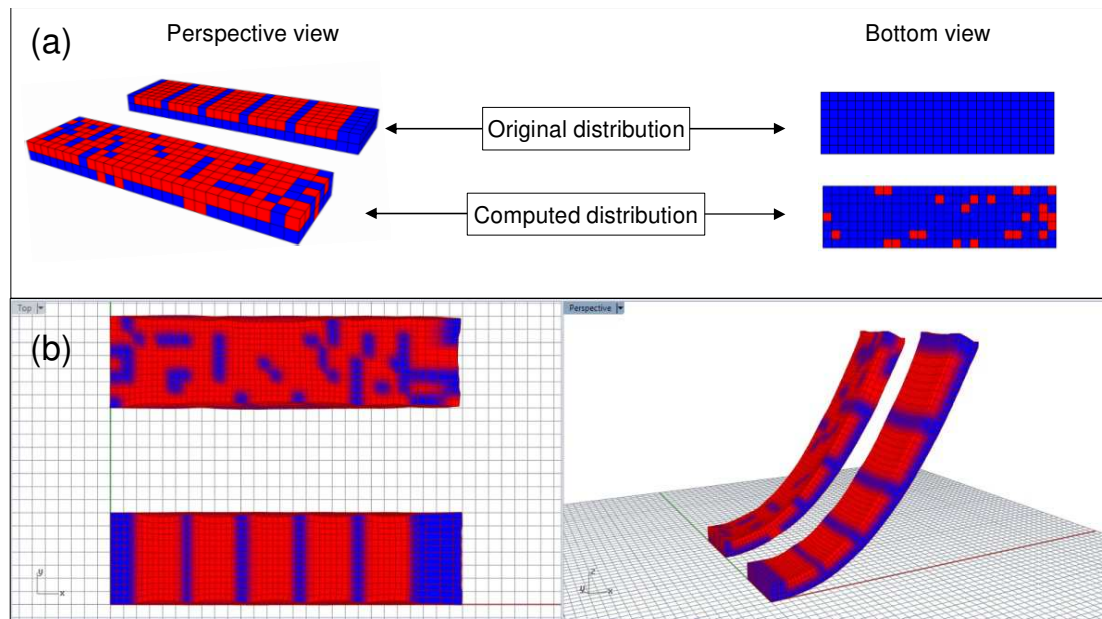 (a)
Perspective view
Bottom view
Original distribution
Computed distribution
(b)
Top
y
x
Perspective
z
y
x